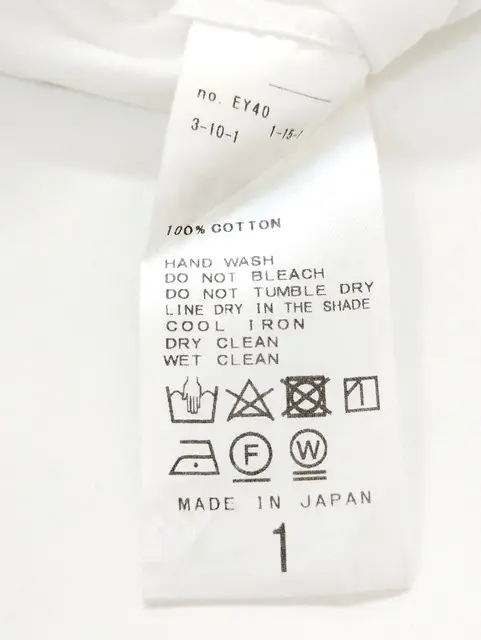 no. EY40
3-10-1 1-15-
100% COTTON
HAND WASH
DO NOT BLEACH
DO NOT TUMBLE DRY
LINE DRY IN THE SHADE
COOL IRON
DRY CLEAN
WET CLEAN
F W
MADE IN JAPAN
1